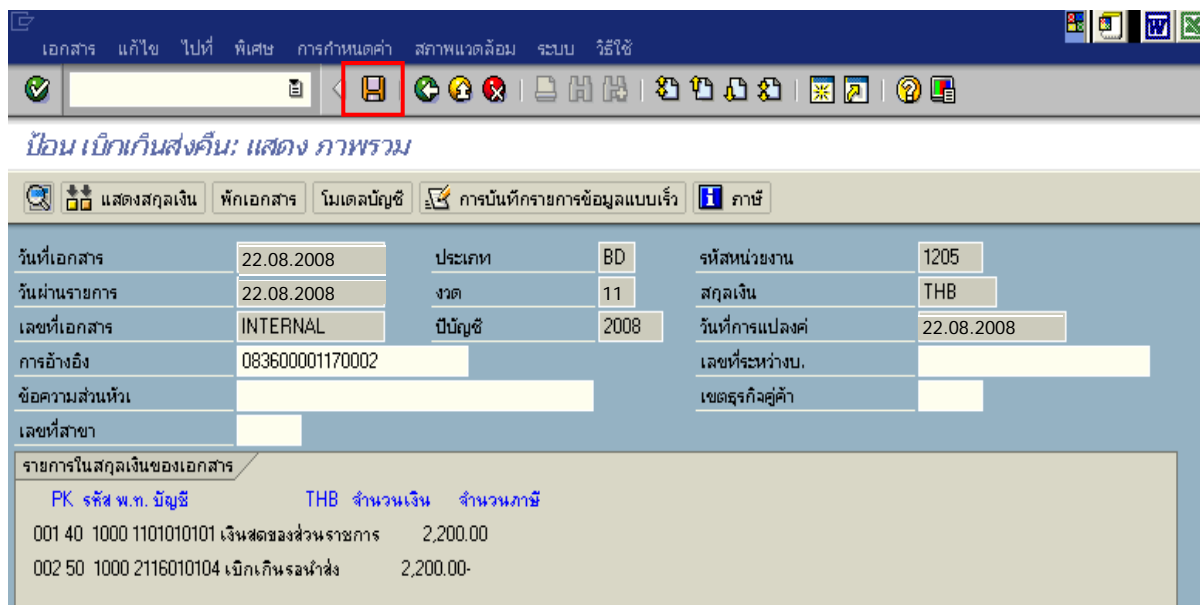 เอกสาร แก้ไข ไปที่ พิเศษ การกำหนดค่า สภาพแวดล้อม ระบบ วิธีใช้
ป้อน เบิกเกินส่งคืน: แสดง ภาพรวม
แสดงสกุลเงิน พักเอกสาร โมเดลบัญชี การบันทึกรายการข้อมูลแบบเร็ว ภาษี
วันที่เอกสาร 22.08.2008 ประเภท BD รหัสหน่วยงาน 1205
วันผ่านรายการ 22.08.2008 งวด 11 สกุลเงิน THB
เลขที่เอกสาร INTERNAL ปีบัญชี 2008 วันที่การแปลงค่ 22.08.2008
การอ้างอิง 083600001170002 เลขที่ระหว่างบ.
ข้อความส่วนหัวเ เขตธุรกิจคู่ค้า
เลขที่สาขา
รายการในสกุลเงินของเอกสาร
PK รหัส พ.ท. บัญชี THB จำนวนเงิน จำนวนภาษี
001 40 1000 1101010101 เงินสดของส่วนราชการ 2,200.00
002 50 1000 2116010104 เบิกเกินรอนำส่ง 2,200.00-